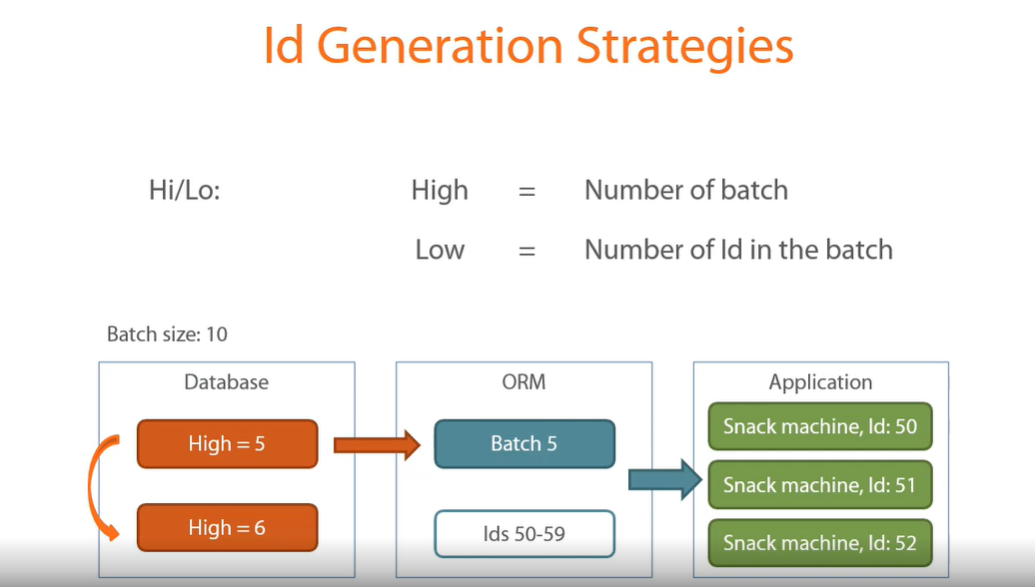 Id Generation Strategies
Hi/Lo: High = Number of batch
Low = Number of Id in the batch
Batch size: 10
Database
High = 5
High = 6
ORM
Batch 5
Ids 50-59
Application
Snack machine, Id: 50
Snack machine, Id: 51
Snack machine, Id: 52